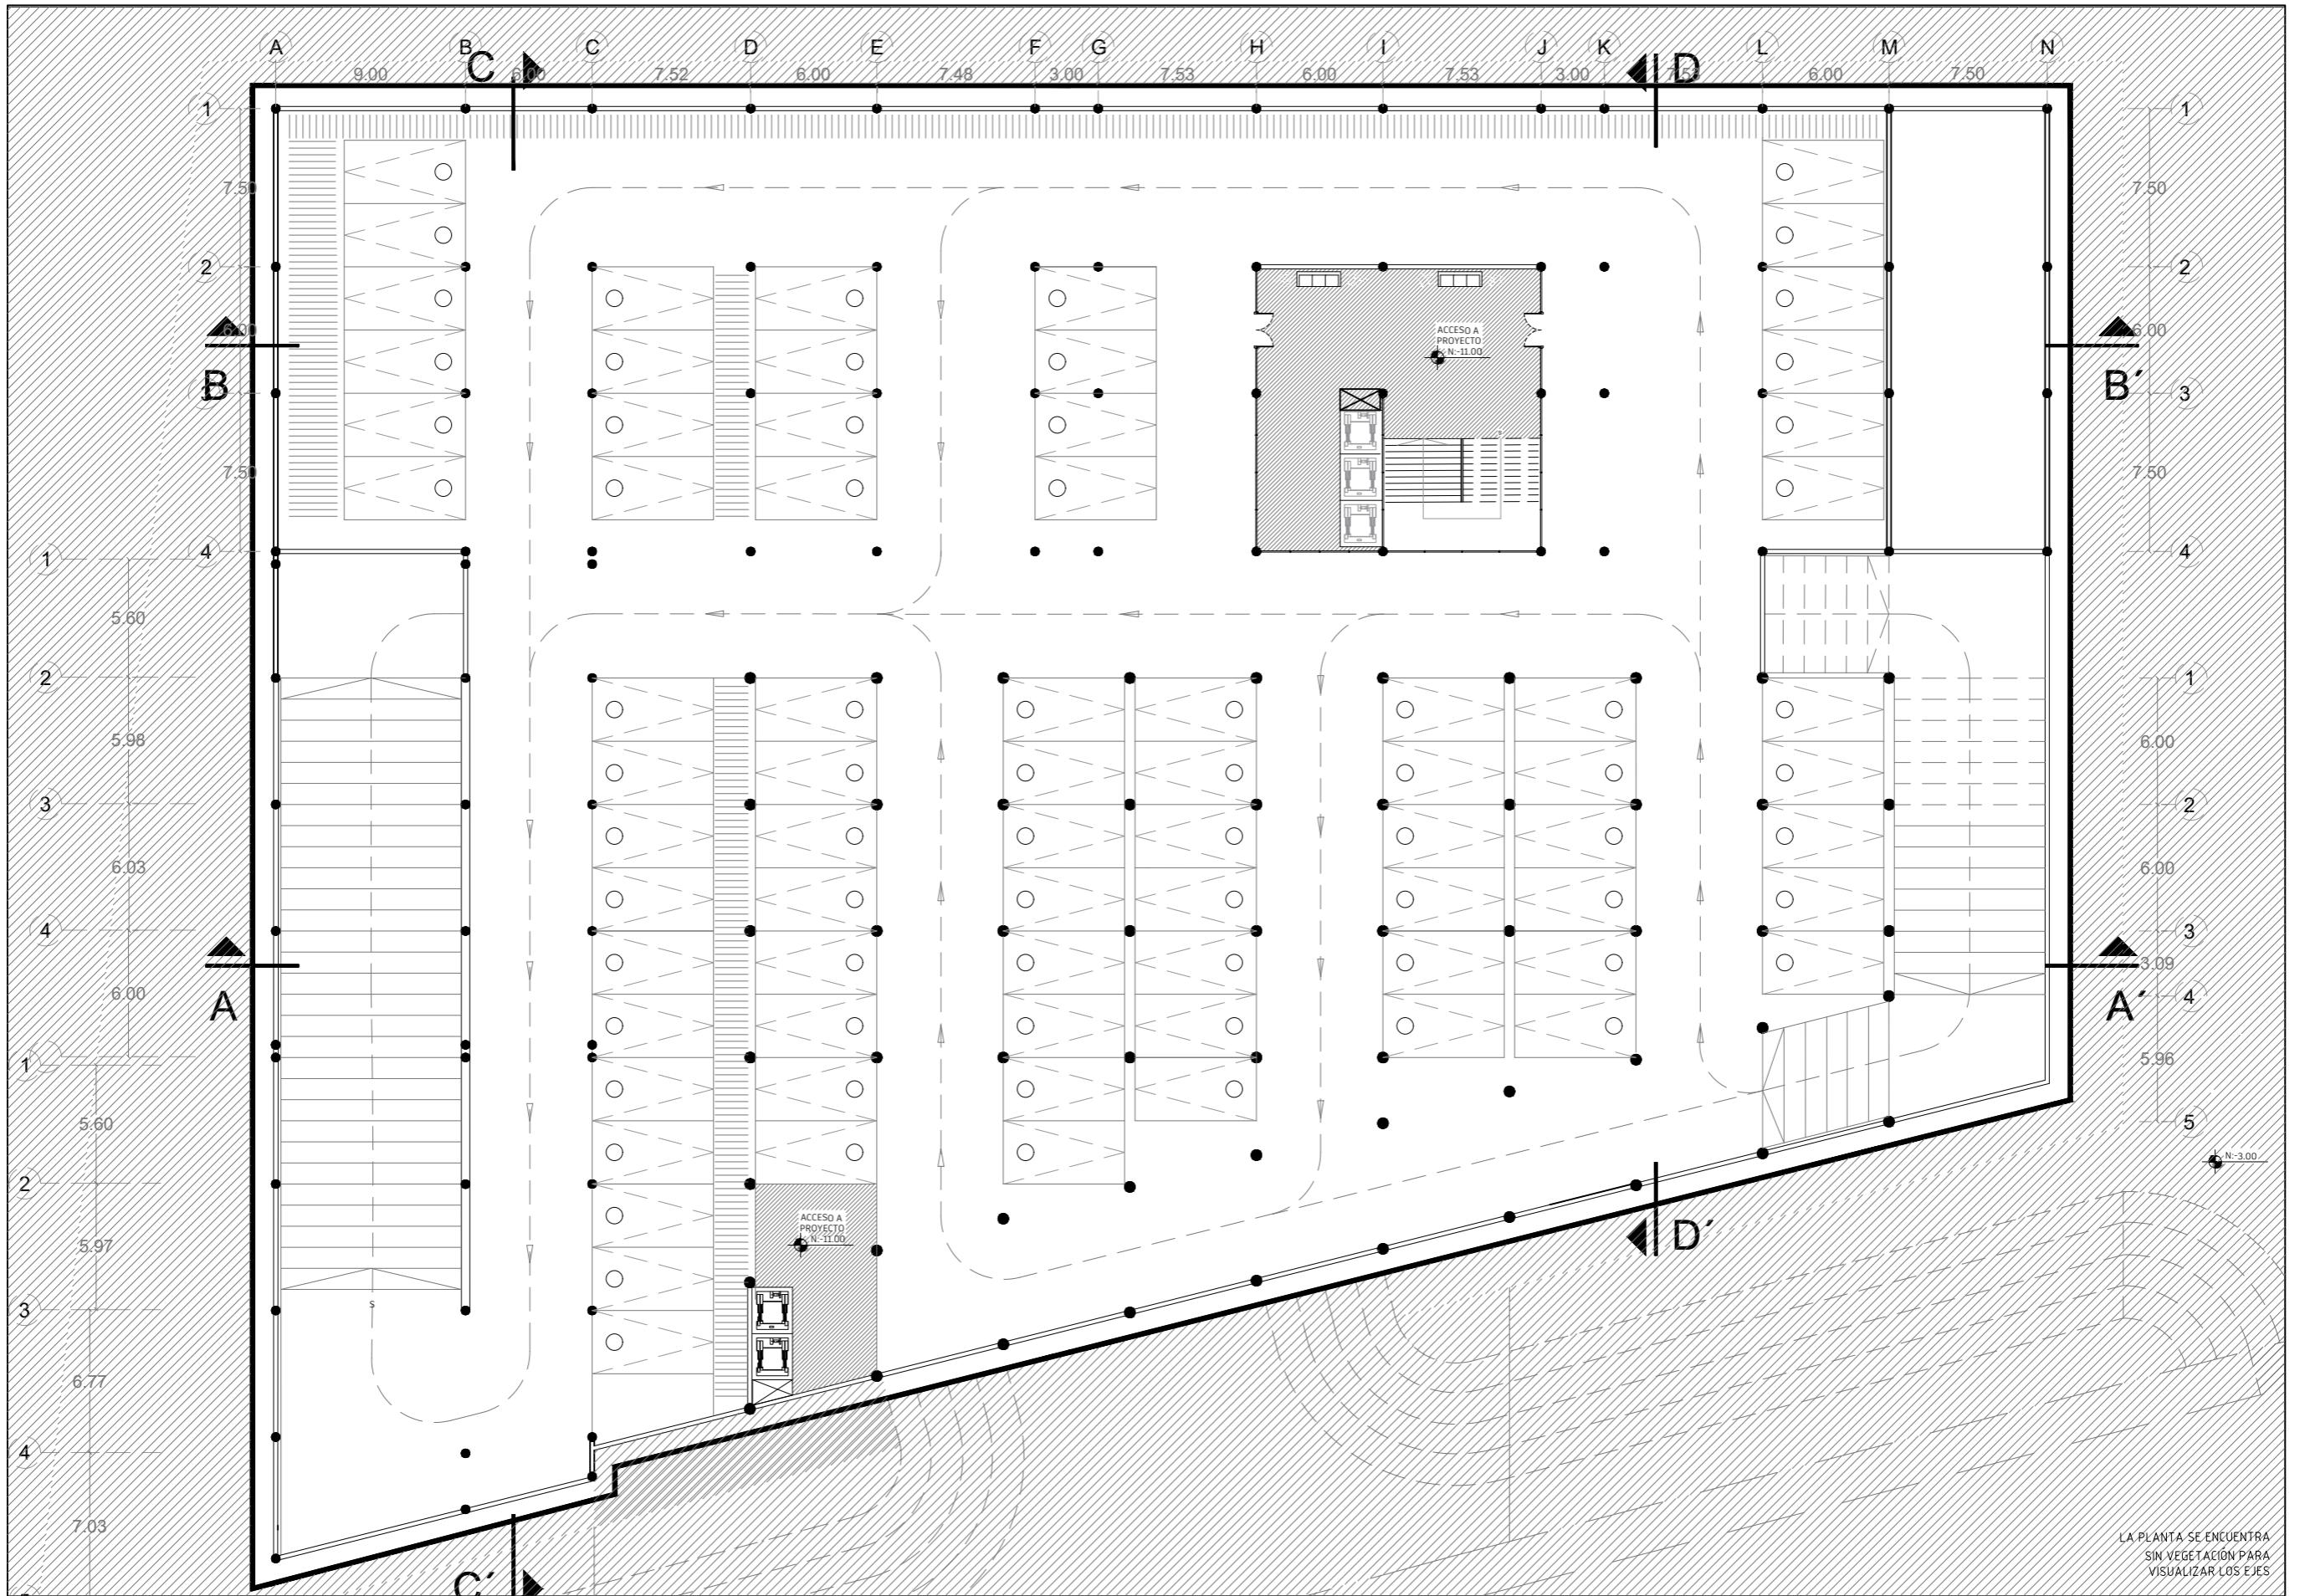 A B C D E F G H I J K L M N
C D
9.00 6.00 7.52 6.00 7.48 3.00 7.53 6.00 7.53 3.00 7.53 6.00 7.50
1 1
7.50 7.50
2 2
6.00 6.00
ACCESO A
PROYECTO
N:-11.00
B B´
3 3
7.50 7.50
4 4
1
5.60
2 1
5.98 6.00
3 2
6.03 6.00
4 3
3.09
6.00 4
A A´
1 5.96
5.60 5
N:-3.00
2
ACCESO A
PROYECTO
N:-11.00
D´
5.97
S
3
6.77
4
7.03
LA PLANTA SE ENCUENTRA
SIN VEGETACIÓN PARA
VISUALIZAR LOS EJES
C´